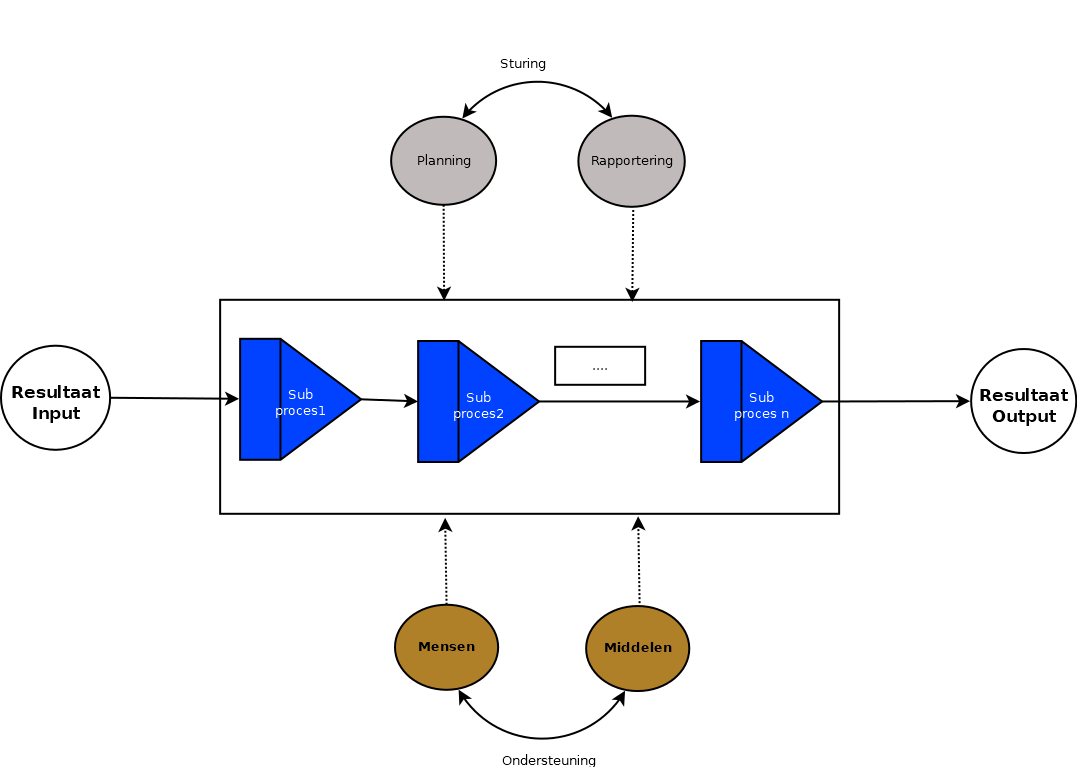 Sturing
Planning
Rapportering
....
Resultaat
Input
Sub
proces1
Sub
proces2
Sub
proces n
Resultaat
Output
Mensen
Middelen
Ondersteuning